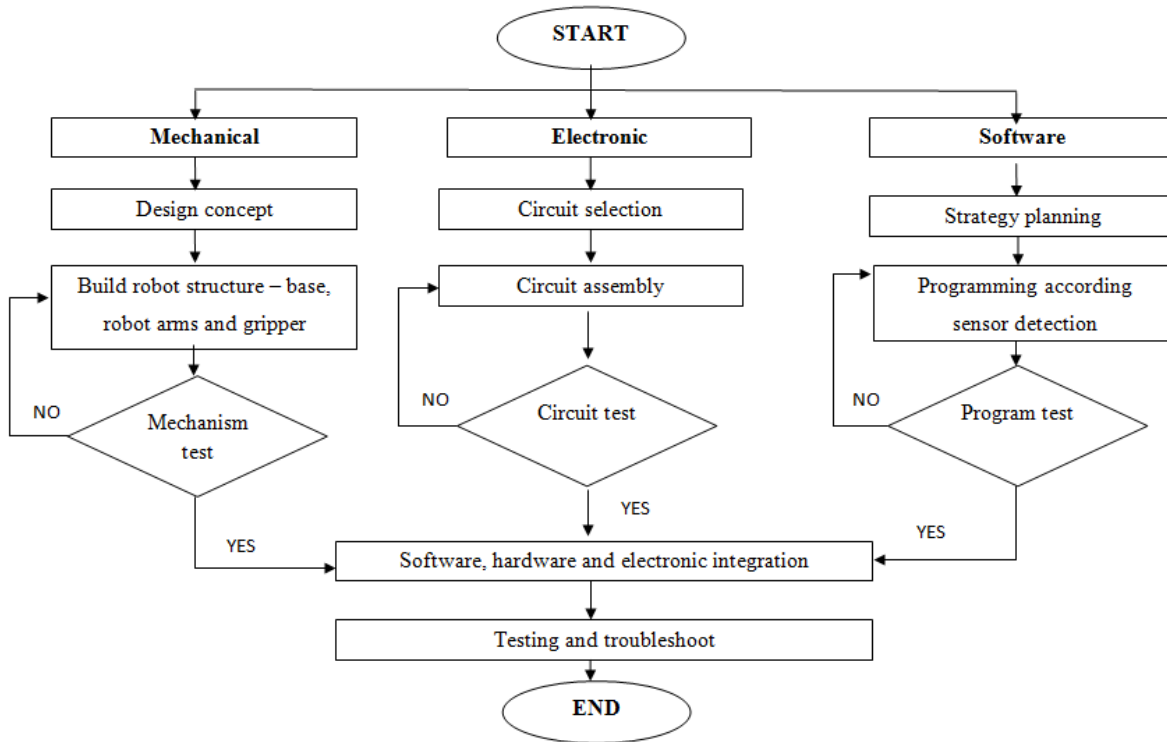 START
Mechanical
Electronic
Software
Design concept
Circuit selection
Strategy planning
Build robot structure – base,
robot arms and gripper
Circuit assembly
Programming according
sensor detection
NO
Mechanism
test
NO
Circuit test
NO
Program test
YES
YES
YES
Software, hardware and electronic integration
Testing and troubleshoot
END